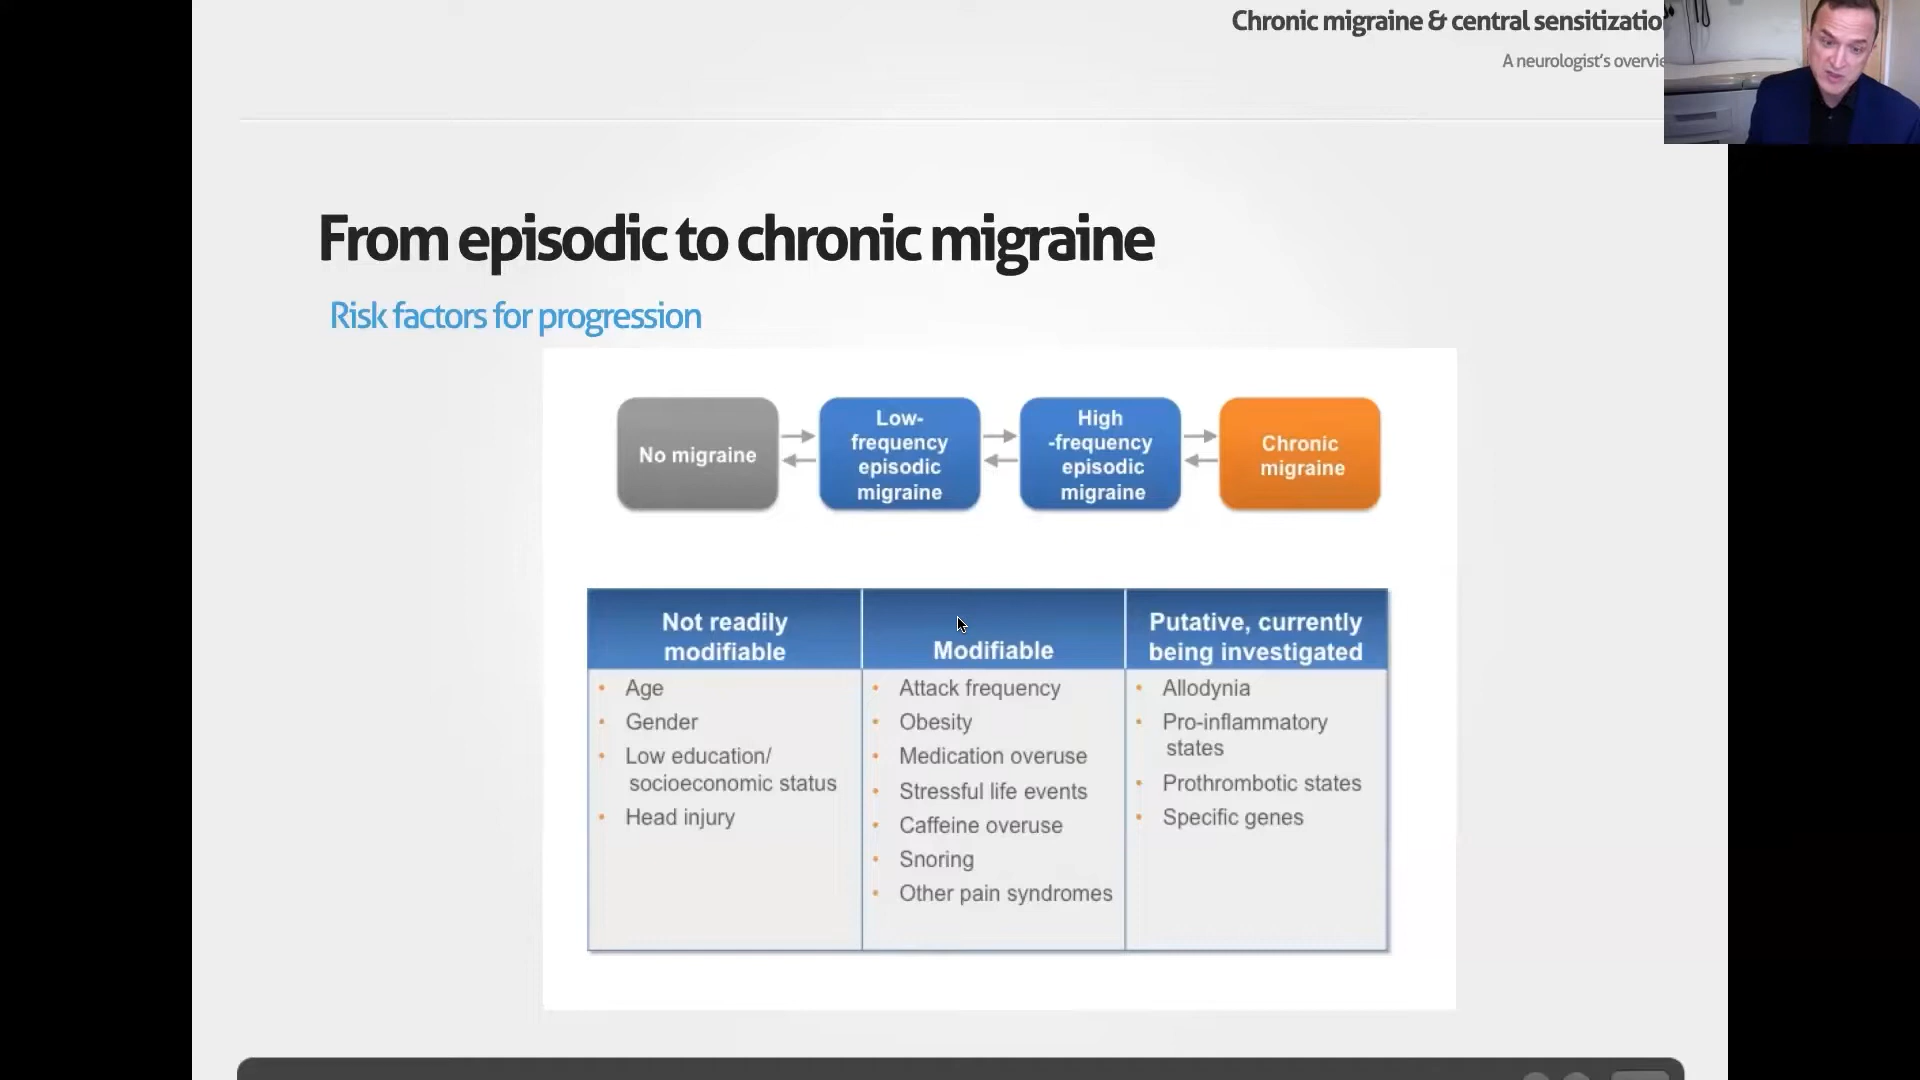 Chronic migraine & central sensitizatio
A neurologist's overvie
From episodic to chronic migraine
Risk factors for progression
No migraine
Low-
frequency
episodic
migraine
High
-frequency
episodic
migraine
Chronic
migraine
Not readily
modifiable
Age
Gender
Low education/
socioeconomic status
Head injury
Modifiable
Attack frequency
Obesity
Medication overuse
Stressful life events
Caffeine overuse
Snoring
Other pain syndromes
Putative, currently
being investigated
Allodynia
Pro-inflammatory
states
Prothrombotic states
Specific genes